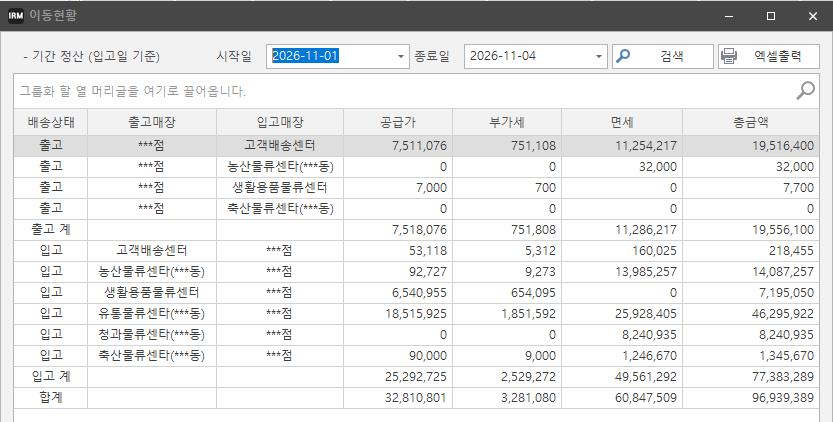 IRM 이동현황
- 기간 정산 (입고일 기준) 시작일 2026-11-01 종료일 2026-11-04 검색 엑셀출력
그룹화 할 열 머리글을 여기로 끌어옵니다.
배송상태 출고매장 입고매장 공급가 부가세 면세 총금액
출고 ***점 고객배송센터 7,511,076 751,108 11,254,217 19,516,400
출고 ***점 농산물류센타(***동) 0 0 32,000 32,000
출고 ***점 생활용품물류센터 7,000 700 0 7,700
출고 ***점 축산물류센타(***동) 0 0 0 0
출고 계 7,518,076 751,808 11,286,217 19,556,100
입고 고객배송센터 ***점 53,118 5,312 160,025 218,455
입고 농산물류센타(***동) ***점 92,727 9,273 13,985,257 14,087,257
입고 생활용품물류센터 ***점 6,540,955 654,095 0 7,195,050
입고 유통물류센타(***동) ***점 18,515,925 1,851,592 25,928,405 46,295,922
입고 청과물류센타(***동) ***점 0 0 8,240,935 8,240,935
입고 축산물류센타(***동) ***점 90,000 9,000 1,246,670 1,345,670
입고 계 25,292,725 2,529,272 49,561,292 77,383,289
합계 32,810,801 3,281,080 60,847,509 96,939,389